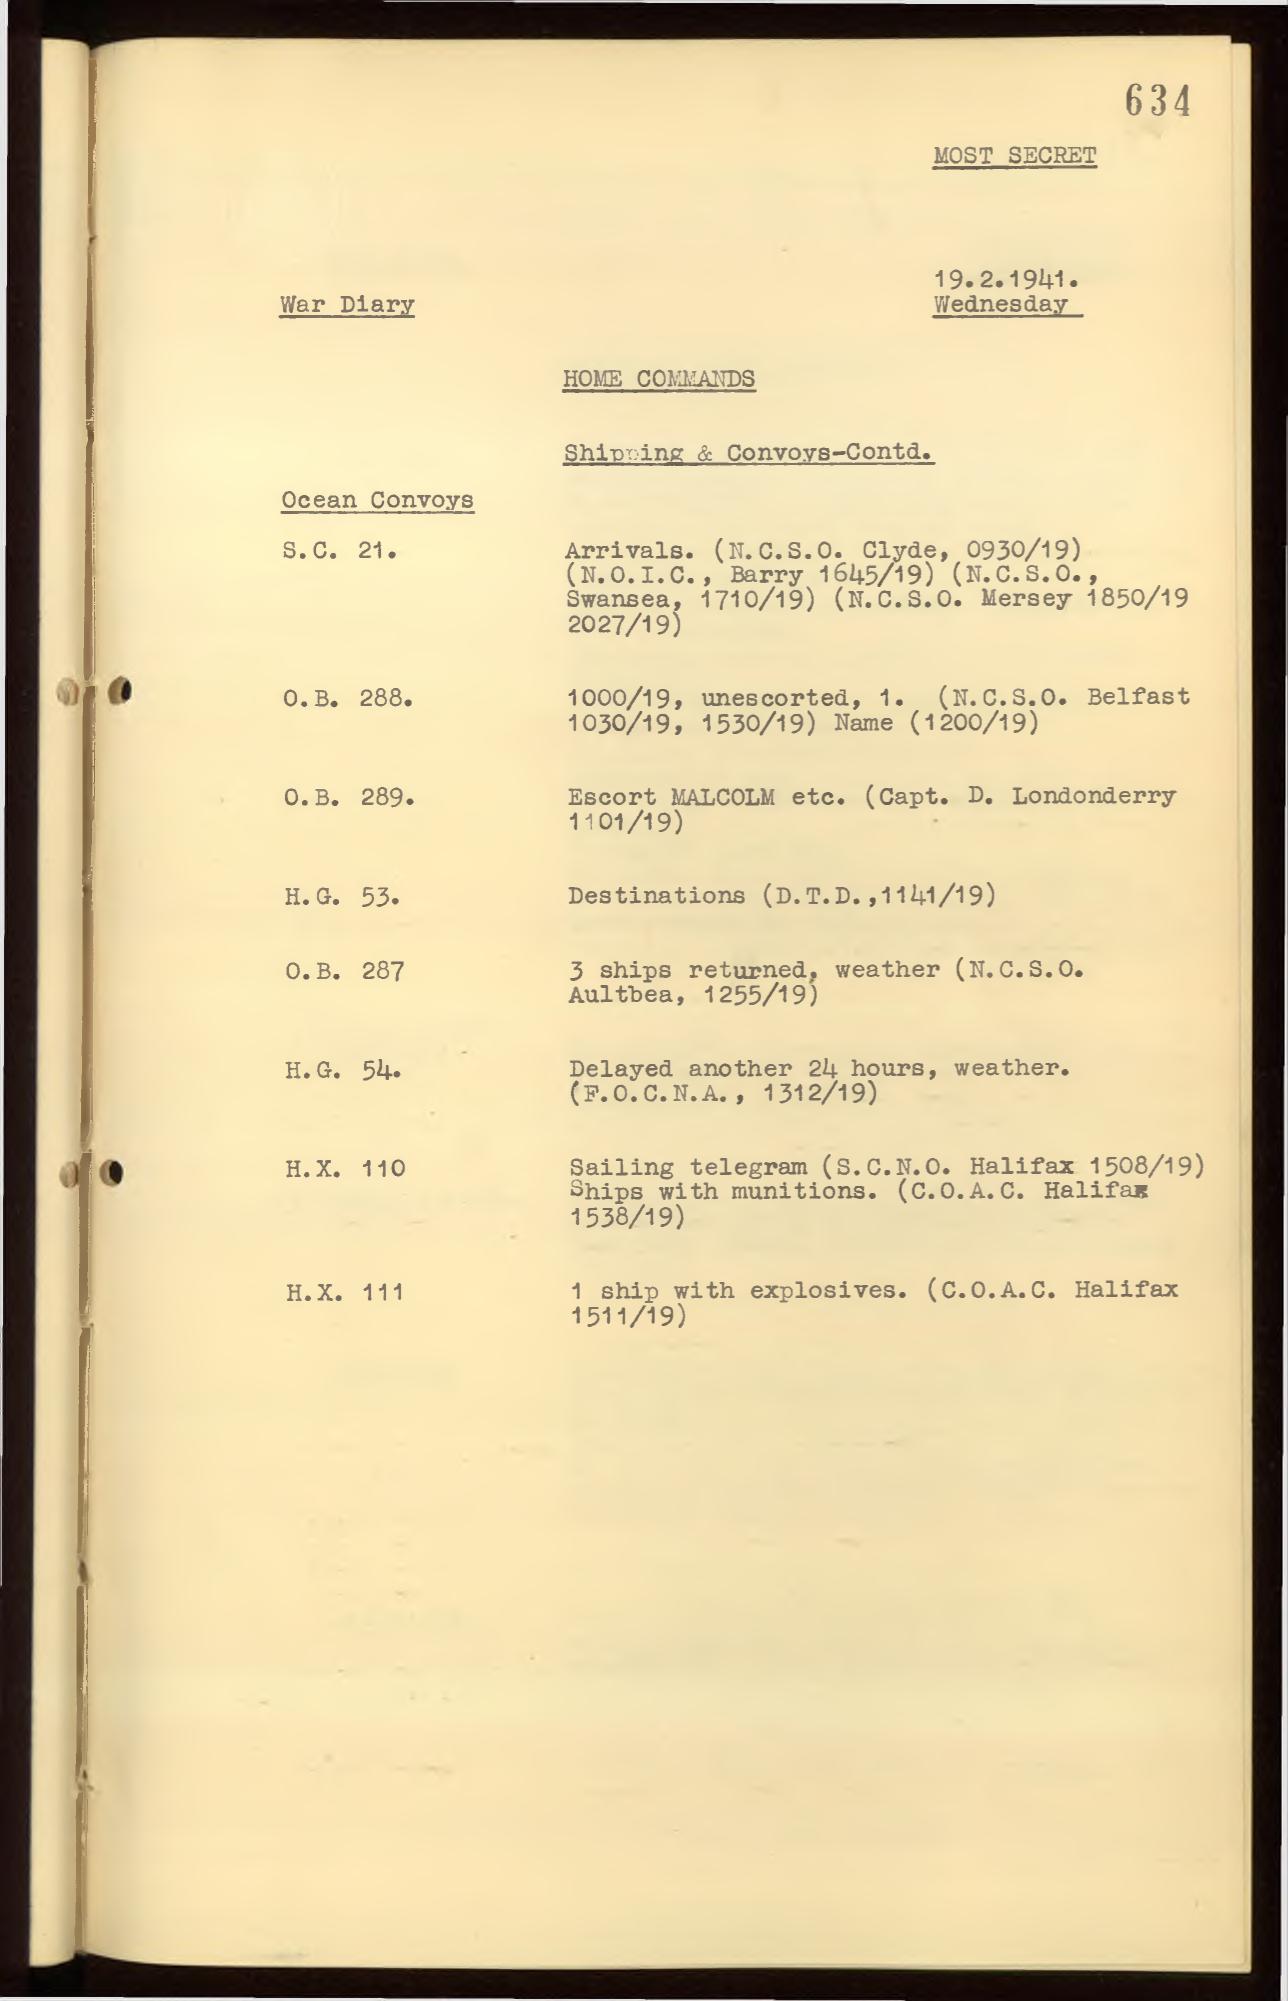 634
MOST SECRET
19.2.1941.
War Diary
Wednesday
HOME COMMANDS
Shipping & Convoys-Contd.
Ocean Convoys
S.C. 21. Arrivals. (N.C.S.O. Clyde, 0930/19)
(N.O.I.C., Barry 1645/19) (N.C.S.O.,
Swansea, 1710/19) (N.C.S.O. Mersey 1850/19
2027/19)
O.B. 288. 1000/19, unescorted, 1. (N.C.S.O. Belfast
1030/19, 1530/19) Name (1200/19)
O.B. 289. Escort MALCOLM etc. (Capt. D. Londonderry
1101/19)
H.G. 53. Destinations (D.T.D.,1141/19)
O.B. 287 3 ships returned, weather (N.C.S.O.
Aultbea, 1255/19)
H.G. 54. Delayed another 24 hours, weather.
(F.O.C.N.A., 1312/19)
H.X. 110 Sailing telegram (S.C.N.O. Halifax 1508/19)
Ships with munitions. (C.O.A.C. Halifax
1538/19)
H.X. 111 1 ship with explosives. (C.O.A.C. Halifax
1511/19)